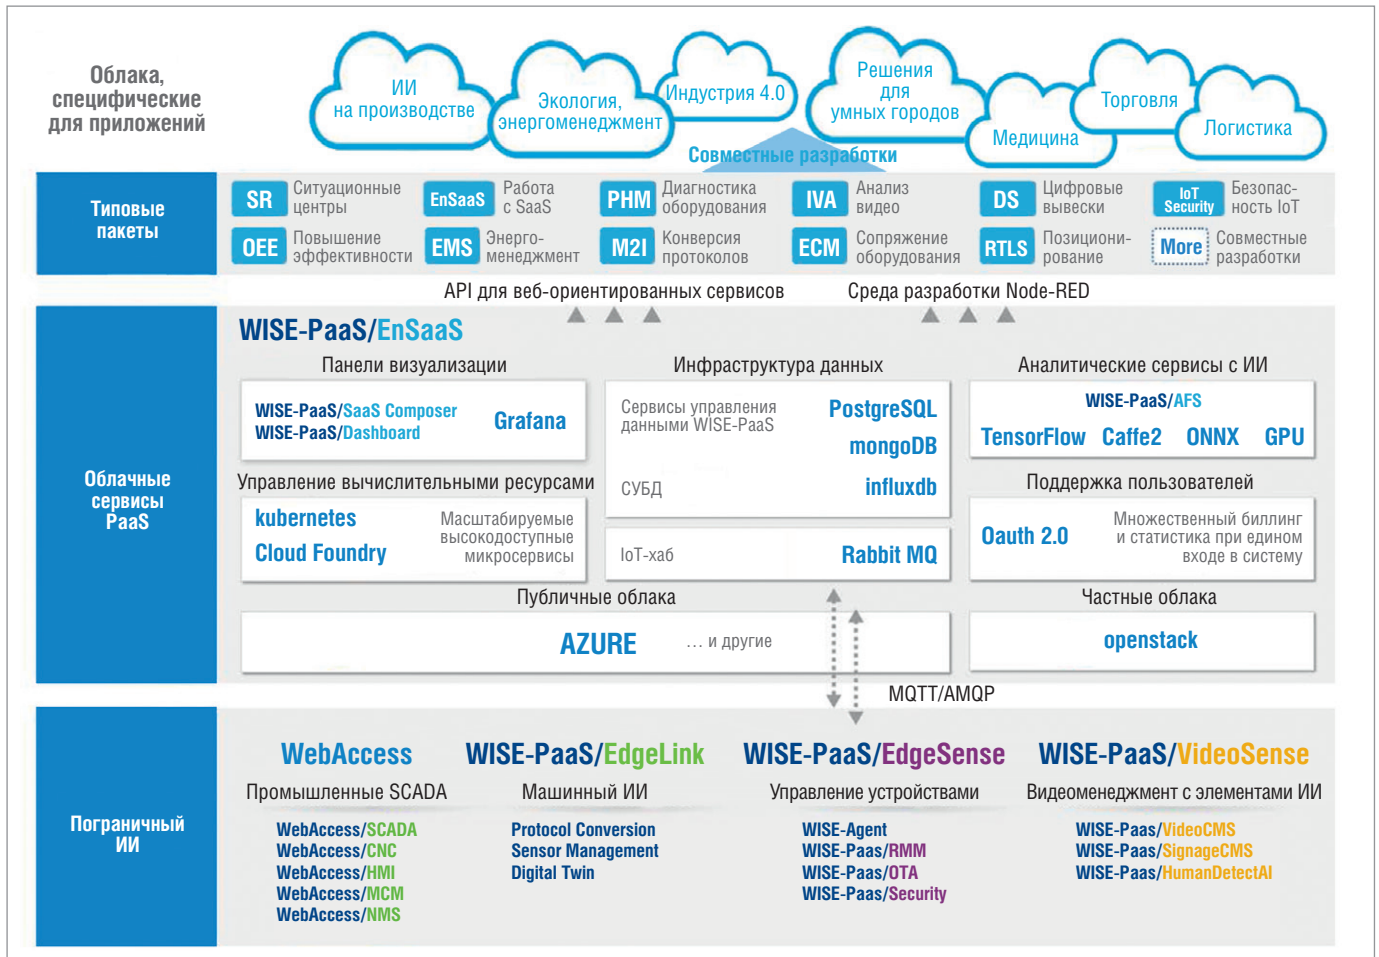 Облака,
специфические
для приложений
ИИ
на производстве
Экология,
энергоменеджмент
Индустрия 4.0
Решения
для
умных городов
Медицина
Торговля
Логистика
Совместные разработки
Типовые
пакеты
SR
Ситуационные
центры
EnSaaS
Работа
с SaaS
PHM
Диагностика
оборудования
IVA
Анализ
видео
DS
Цифровые
вывески
IoT
Security
Безопас-
ность IoT
OEE
Повышение
эффективности
EMS
Энерго-
менеджмент
M2I
Конверсия
протоколов
ECM
Сопряжение
оборудования
RTLS
Позициони-
рование
More
Совместные
разработки
API для веб-ориентированных сервисов
Среда разработки Node-RED
Облачные
сервисы
PaaS
WISE-PaaS/EnSaaS
Панели визуализации
WISE-PaaS/SaaS Composer
WISE-PaaS/Dashboard
Grafana
Инфраструктура данных
Сервисы управления
данными WISE-PaaS
PostgreSQL
mongoDB
СУБД
influxdb
Аналитические сервисы с ИИ
WISE-PaaS/AFS
TensorFlow Caffe2 ONNX GPU
Управление вычислительными ресурсами
kubernetes
Cloud Foundry
Масштабируемые
высокодоступные
микросервисы
IoT-хаб
Rabbit MQ
Поддержка пользователей
Oauth 2.0
Множественный биллинг
и статистика при едином
входе в систему
Публичные облака
AZURE
… и другие
Частные облака
openstack
MQTT/AMQP
Пограничный
ИИ
WebAccess
Промышленные SCADA
WebAccess/SCADA
WebAccess/CNC
WebAccess/HMI
WebAccess/MCM
WebAccess/NMS
WISE-PaaS/EdgeLink
Машинный ИИ
Protocol Conversion
Sensor Management
Digital Twin
WISE-PaaS/EdgeSense
Управление устройствами
WISE-Agent
WISE-Paas/RMM
WISE-Paas/OTA
WISE-Paas/Security
WISE-PaaS/VideoSense
Видеоменеджмент с элементами ИИ
WISE-Paas/VideoCMS
WISE-Paas/SignageCMS
WISE-Paas/HumanDetectAI